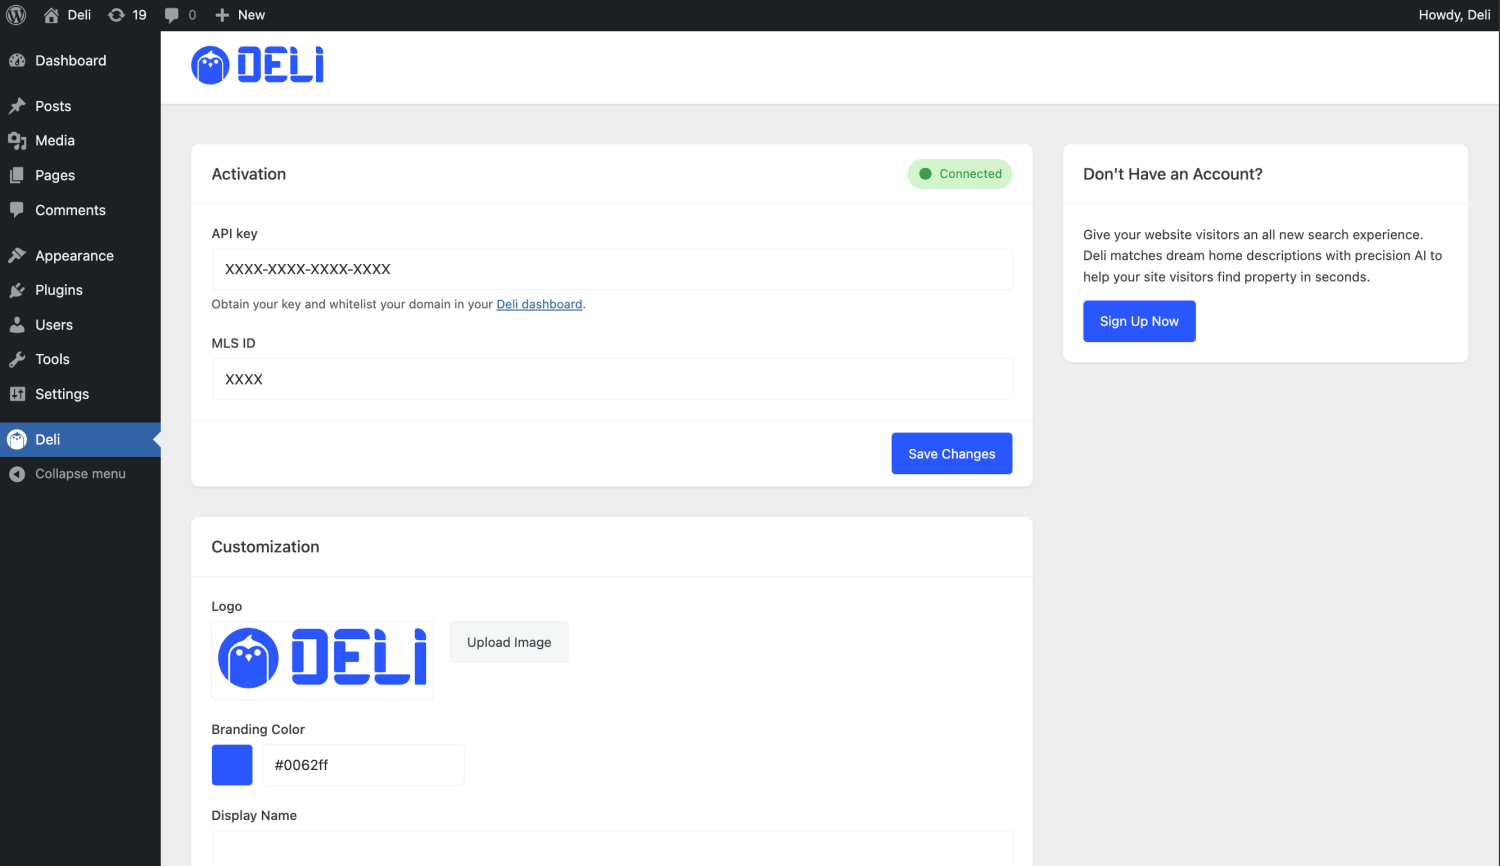 Deli 19 0 New Howdy, Deli
Dashboard
Posts
Media
Pages
Comments
Appearance
Plugins
Users
Tools
Settings
Deli
Collapse menu
DELI
Activation
Connected
API key
XXXX-XXXX-XXXX-XXXX
Obtain your key and whitelist your domain in your Deli dashboard.
MLS ID
XXXX
Save Changes
Don't Have an Account?
Give your website visitors an all new search experience.
Deli matches dream home descriptions with precision AI to
help your site visitors find property in seconds.
Sign Up Now
Customization
Logo
DELI
Upload Image
Branding Color
#0062ff
Display Name